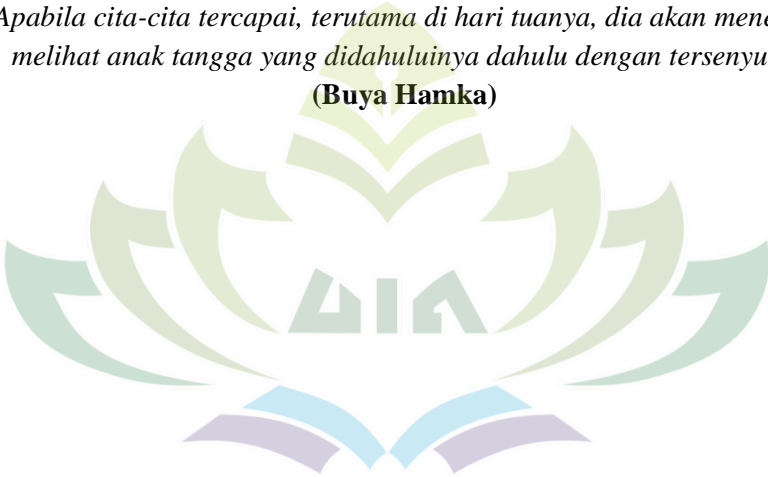 Apabila cita-cita tercapai, terutama di hari tuanya, dia akan
melihat anak tangga yang didahuluinya dahulu dengan
(Buya Hamka)
UIN